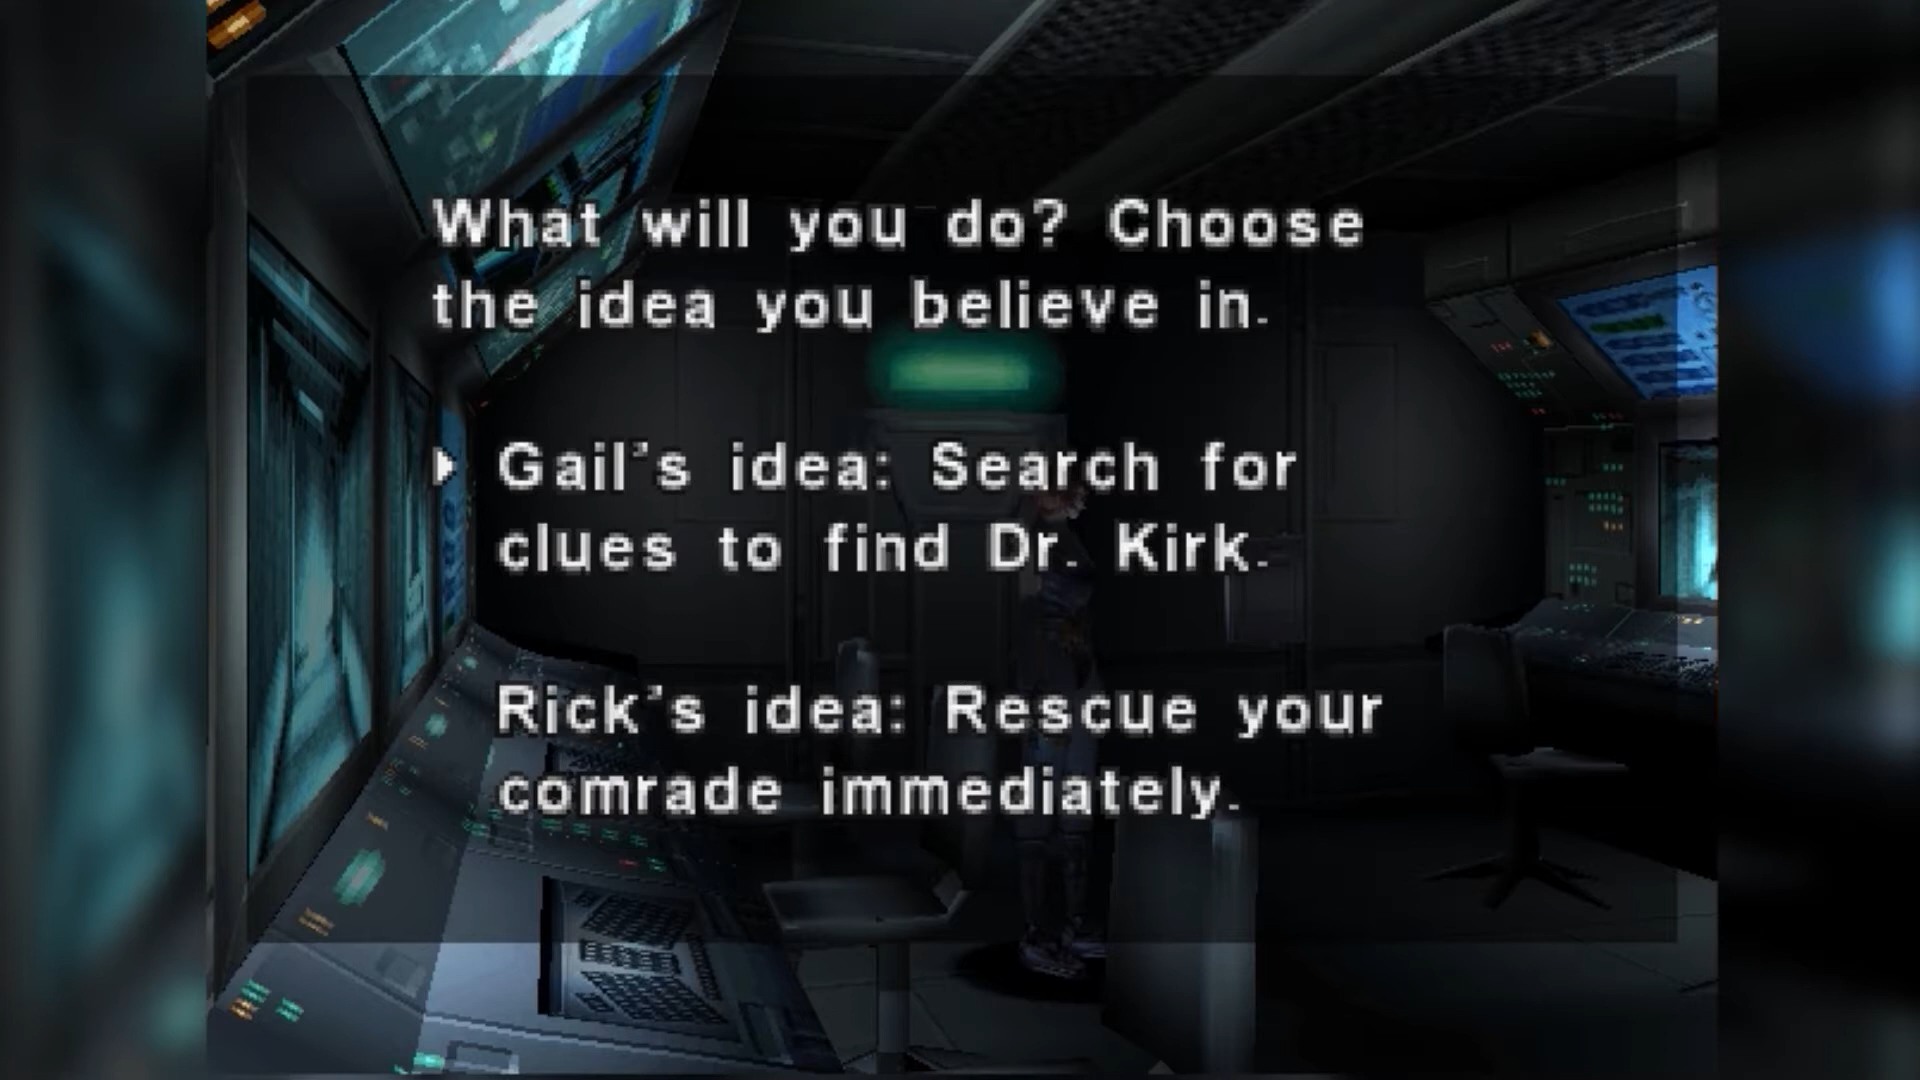 What will you do? Choose
the idea you believe in.
Gail's idea: Search for
clues to find Dr. Kirk.
Rick's idea: Rescue your
comrade immediately.